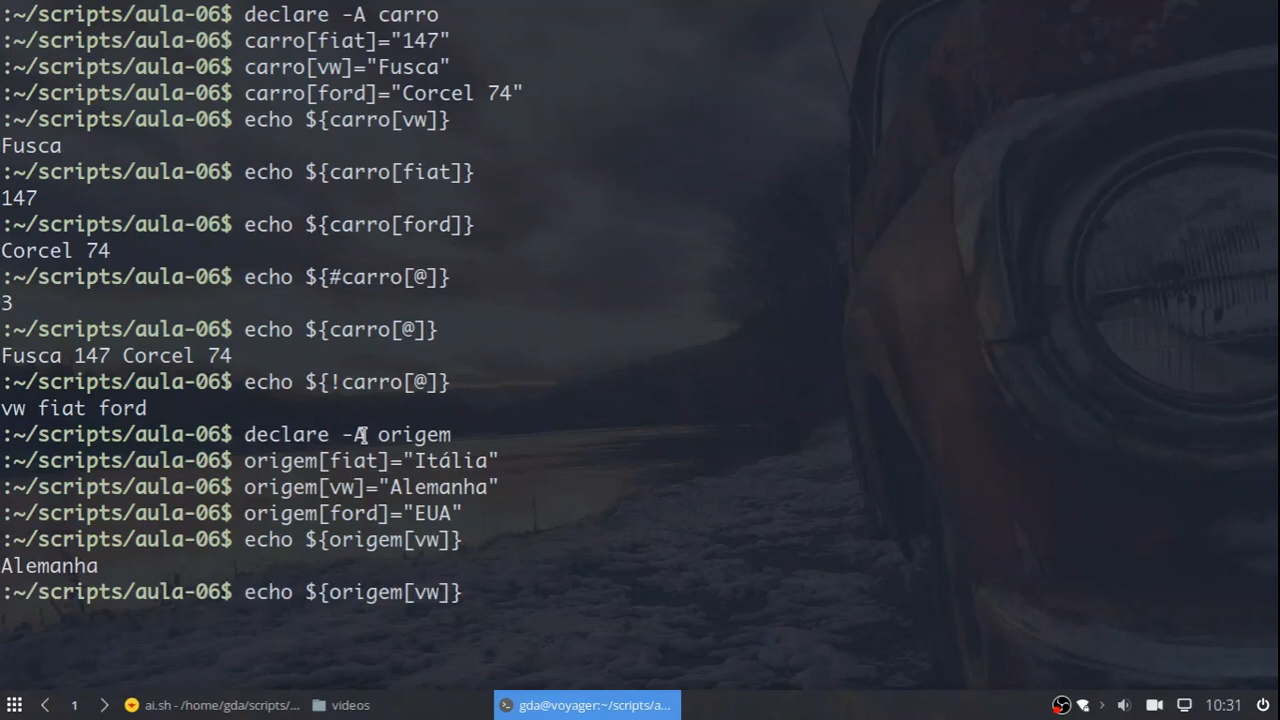 :~/scripts/aula-06$ declare -A carro
:~/scripts/aula-06$ carro[fiat]="147"
:~/scripts/aula-06$ carro[vw]="Fusca"
:~/scripts/aula-06$ carro[ford]="Corcel 74"
:~/scripts/aula-06$ echo ${carro[vw]}
Fusca
:~/scripts/aula-06$ echo ${carro[fiat]}
147
:~/scripts/aula-06$ echo ${carro[ford]}
Corcel 74
:~/scripts/aula-06$ echo ${#carro[@]}
3
:~/scripts/aula-06$ echo ${carro[@]}
Fusca 147 Corcel 74
:~/scripts/aula-06$ echo ${!carro[@]}
vw fiat ford
:~/scripts/aula-06$ declare -A origem
:~/scripts/aula-06$ origem[fiat]="Itália"
:~/scripts/aula-06$ origem[vw]="Alemanha"
:~/scripts/aula-06$ origem[ford]="EUA"
:~/scripts/aula-06$ echo ${origem[vw]}
Alemanha
:~/scripts/aula-06$ echo ${origem[vw]}
1 ai.sh - /home/gda/scripts/... videos gda@voyager:~/scripts/a... 10:31